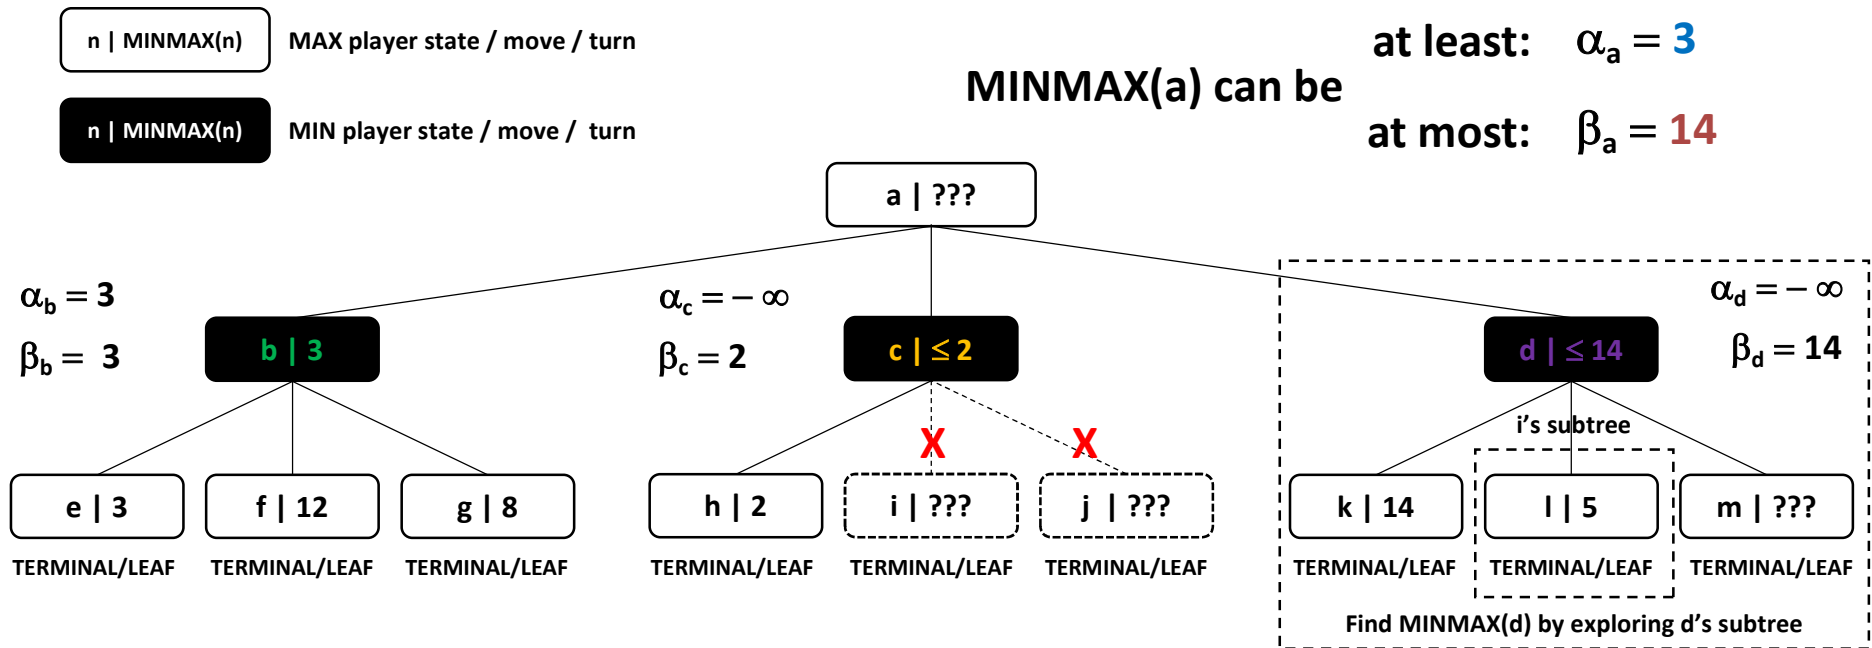 n | MINMAX(n) MAX player state / move / turn
n | MINMAX(n) MIN player state / move / turn
MINMAX(a) can be
at least: αa = 3
at most: βa = 14
a | ???
αb = 3
βb = 3
b | 3
αc = − ∞
βc = 2
c | ≤ 2
αd = − ∞
βd = 14
d | ≤ 14
X X
i's subtree
e | 3 f | 12 g | 8 h | 2 i | ??? j | ??? k | 14 l | 5 m | ???
TERMINAL/LEAF TERMINAL/LEAF TERMINAL/LEAF TERMINAL/LEAF TERMINAL/LEAF TERMINAL/LEAF TERMINAL/LEAF TERMINAL/LEAF TERMINAL/LEAF
Find MINMAX(d) by exploring d's subtree